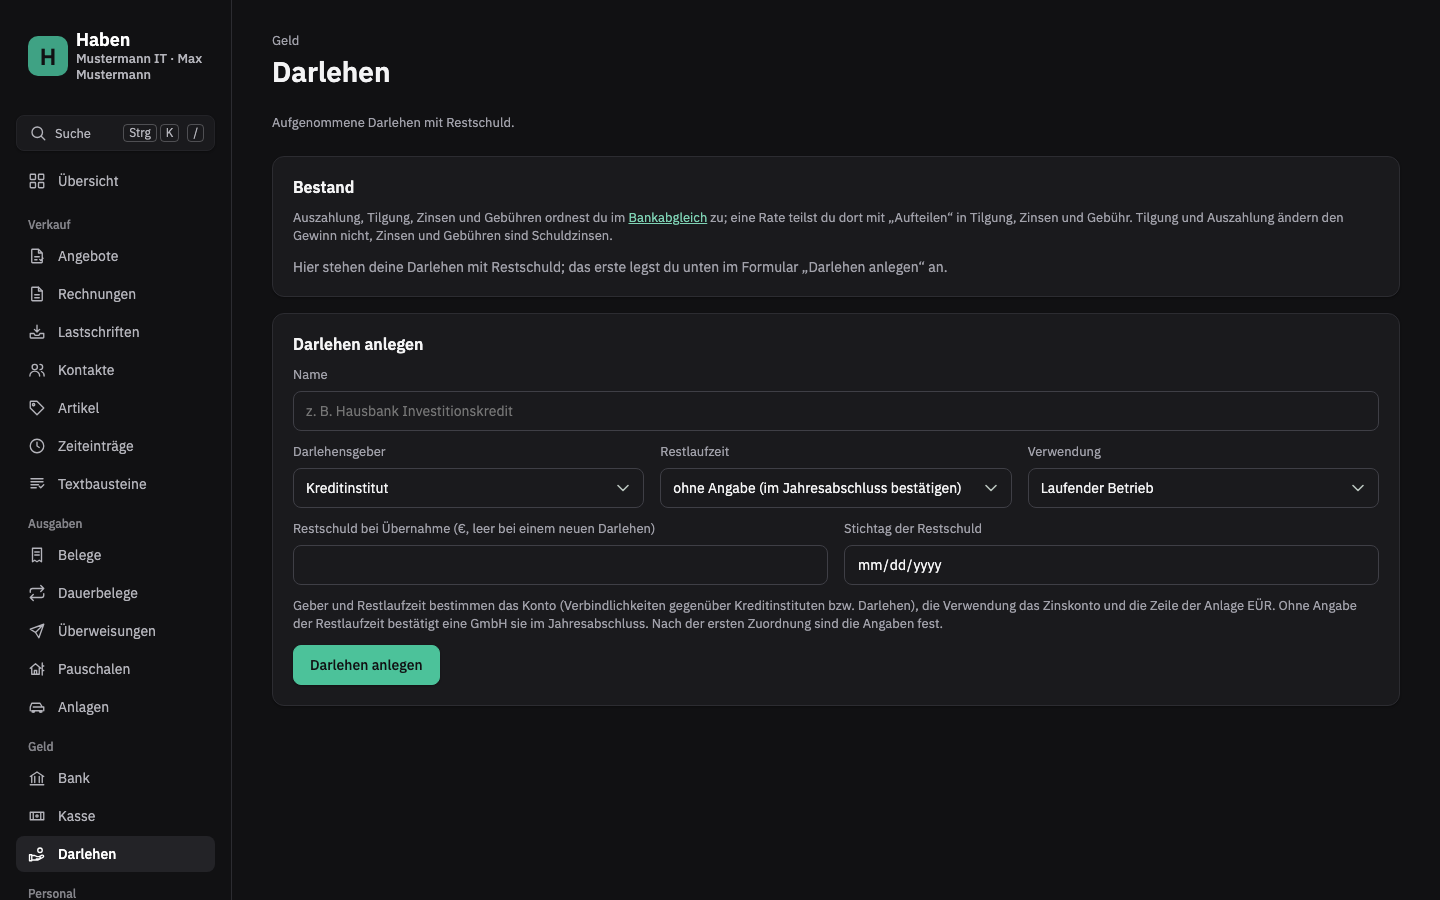 H
Haben
Mustermann IT · Max
Mustermann
Suche Strg K /
Übersicht
Verkauf
Angebote
Rechnungen
Lastschriften
Kontakte
Artikel
Zeiteinträge
Textbausteine
Ausgaben
Belege
Dauerbelege
Überweisungen
Pauschalen
Anlagen
Geld
Bank
Kasse
Darlehen
Personal
Geld
Darlehen
Aufgenommene Darlehen mit Restschuld.
Bestand
Auszahlung, Tilgung, Zinsen und Gebühren ordnest du im Bankabgleich zu; eine Rate teilst du dort mit „Aufteilen“ in Tilgung, Zinsen und Gebühr. Tilgung und Auszahlung ändern den
Gewinn nicht, Zinsen und Gebühren sind Schuldzinsen.
Hier stehen deine Darlehen mit Restschuld; das erste legst du unten im Formular „Darlehen anlegen“ an.
Darlehen anlegen
Name
z. B. Hausbank Investitionskredit
Darlehensgeber Restlaufzeit Verwendung
Kreditinstitut ohne Angabe (im Jahresabschluss bestätigen) Laufender Betrieb
Restschuld bei Übernahme (€, leer bei einem neuen Darlehen) Stichtag der Restschuld
mm/dd/yyyy
Geber und Restlaufzeit bestimmen das Konto (Verbindlichkeiten gegenüber Kreditinstituten bzw. Darlehen), die Verwendung das Zinskonto und die Zeile der Anlage EÜR. Ohne Angabe
der Restlaufzeit bestätigt eine GmbH sie im Jahresabschluss. Nach der ersten Zuordnung sind die Angaben fest.
Darlehen anlegen